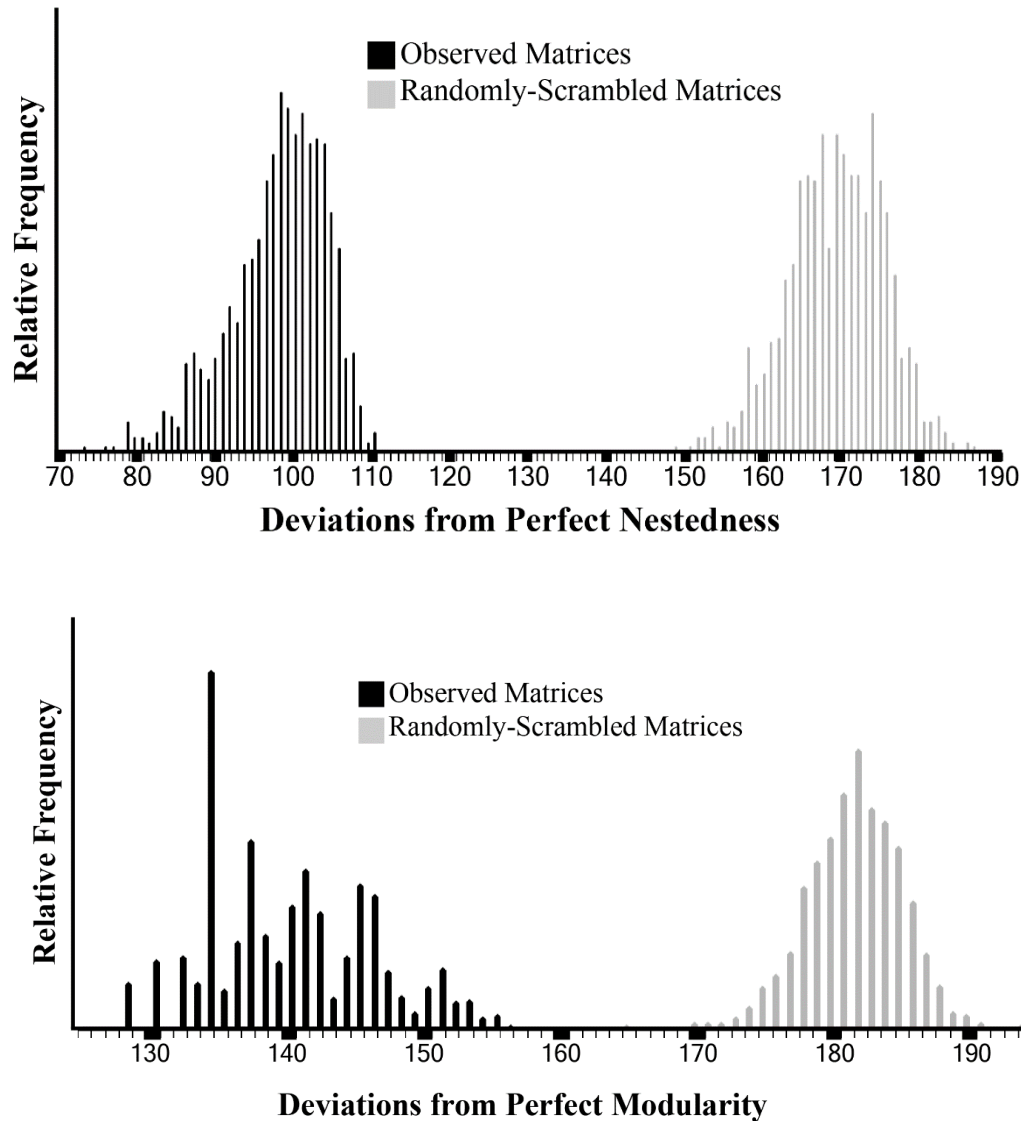 Observed Matrices
Randomly-Scrambled Matrices
Relative Frequency
70 80 90 100 110 120 130 140 150 160 170 180 190
Deviations from Perfect Nestedness
Observed Matrices
Randomly-Scrambled Matrices
Relative Frequency
130 140 150 160 170 180 190
Deviations from Perfect Modularity